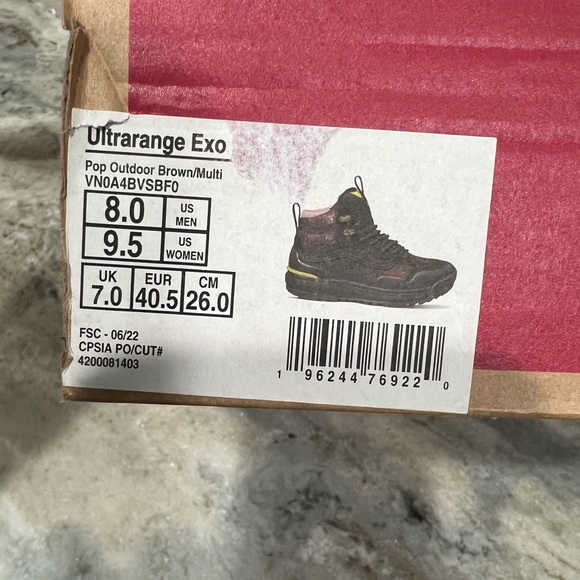 Ultrarange Exo
Pop Outdoor Brown/Multi
VN0A4BVSBF0
8.0 US MEN
9.5 US WOMEN
UK EUR CM
7.0 40.5 26.0
FSC - 06/22
CPSIA PO/CUT#
4200081403
1 96244 76922 0